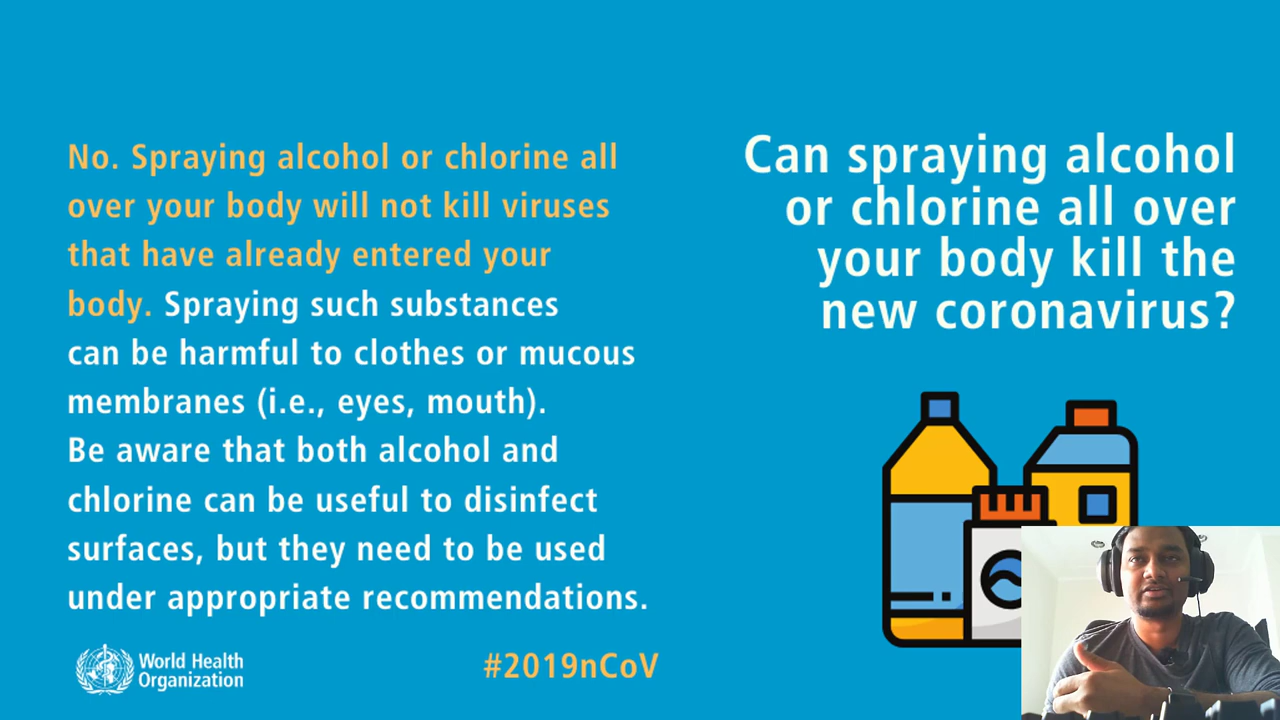 No. Spraying alcohol or chlorine all
over your body will not kill viruses
that have already entered your
body. Spraying such substances
can be harmful to clothes or mucous
membranes (i.e., eyes, mouth).
Be aware that both alcohol and
chlorine can be useful to disinfect
surfaces, but they need to be used
under appropriate recommendations.
Can spraying alcohol
or chlorine all over
your body kill the
new coronavirus?
World Health
Organization
#2019nCoV